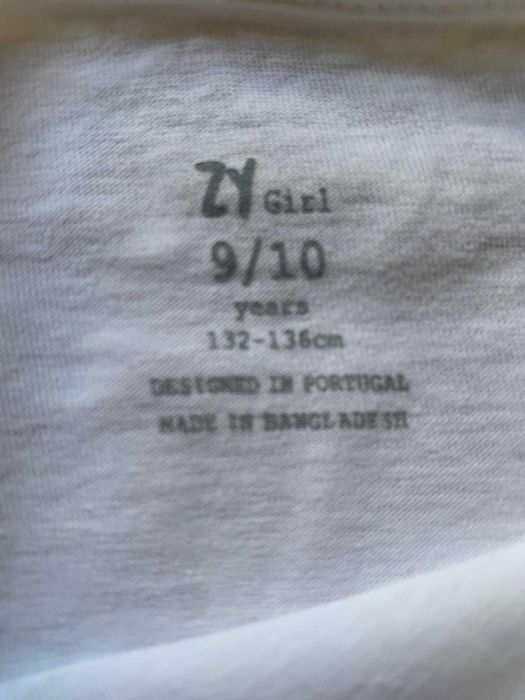 ZY Girl
9/10
years
132-136cm
DESIGNED IN PORTUGAL
MADE IN BANGLADESH